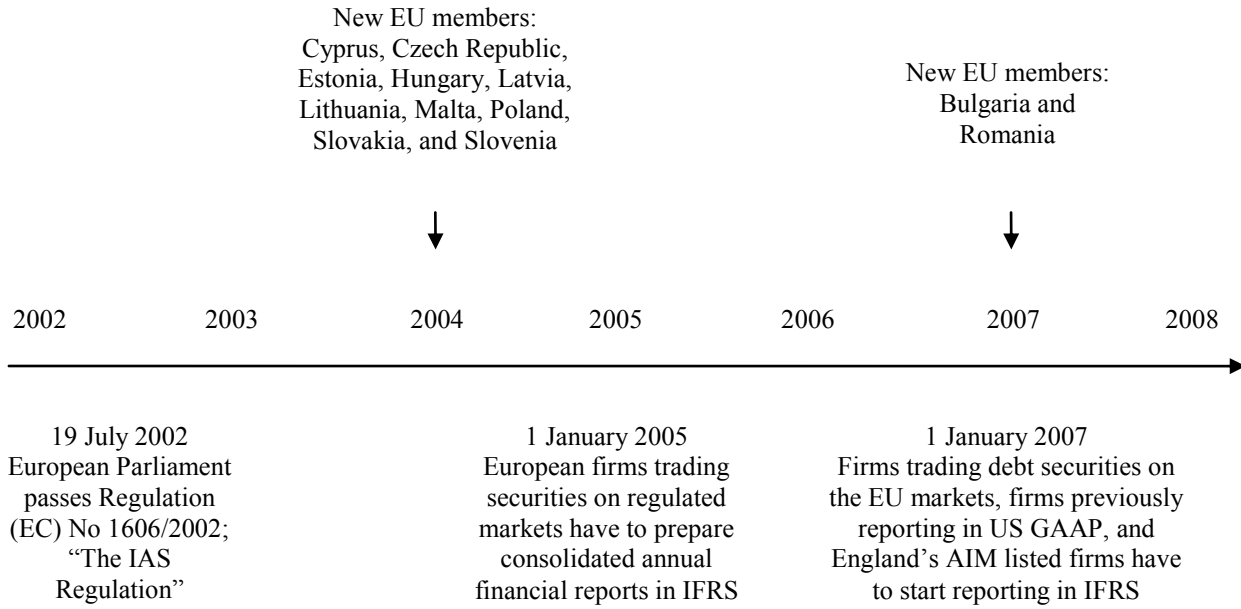 New EU members:
Cyprus, Czech Republic,
Estonia, Hungary, Latvia,
Lithuania, Malta, Poland,
Slovakia, and Slovenia
New EU members:
Bulgaria and
Romania
2002 2003 2004 2005 2006 2007 2008
19 July 2002
European Parliament
passes Regulation
(EC) No 1606/2002;
“The IAS
Regulation”
1 January 2005
European firms trading
securities on regulated
markets have to prepare
consolidated annual
financial reports in IFRS
1 January 2007
Firms trading debt securities on
the EU markets, firms previously
reporting in US GAAP, and
England’s AIM listed firms have
to start reporting in IFRS